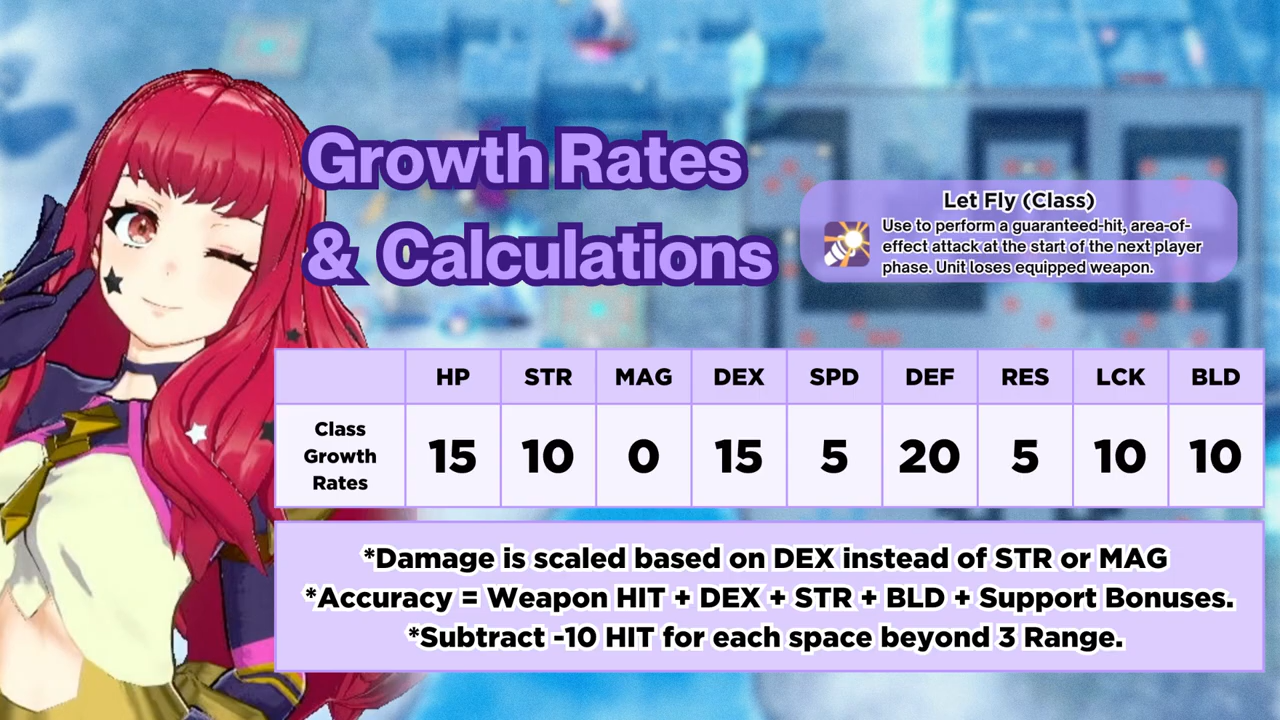 Growth Rates
& Calculations
Let Fly (Class)
Use to perform a guaranteed-hit, area-of-
effect attack at the start of the next player
phase. Unit loses equipped weapon.
HP STR MAG DEX SPD DEF RES LCK BLD
Class
Growth
Rates
15 10 0 15 5 20 5 10 10
*Damage is scaled based on DEX instead of STR or MAG
*Accuracy = Weapon HIT + DEX + STR + BLD + Support Bonuses.
*Subtract -10 HIT for each space beyond 3 Range.